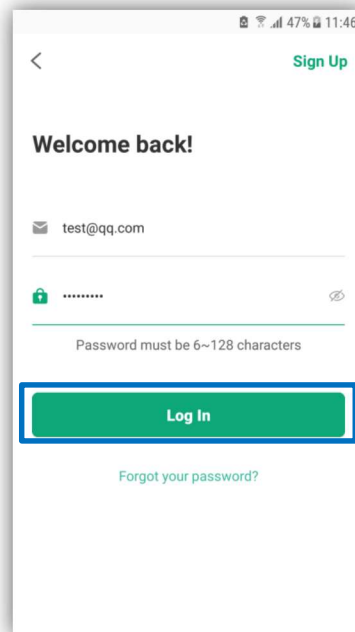 47% 11:46
Sign Up
Welcome back!
test@qq.com
•••••••••
Password must be 6~128 characters
Log In
Forgot your password?